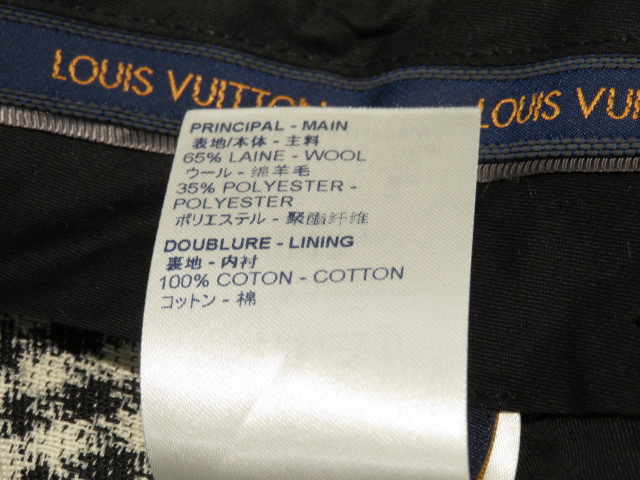 LOUIS VUITTON
LOUIS VUI
PRINCIPAL - MAIN
表地/本体 - 主料
65% LAINE - WOOL
ウール - 绵羊毛
35% POLYESTER -
POLYESTER
ポリエステル - 聚酯纤维
DOUBLURE - LINING
裏地 - 内衬
100% COTON - COTTON
コットン - 棉